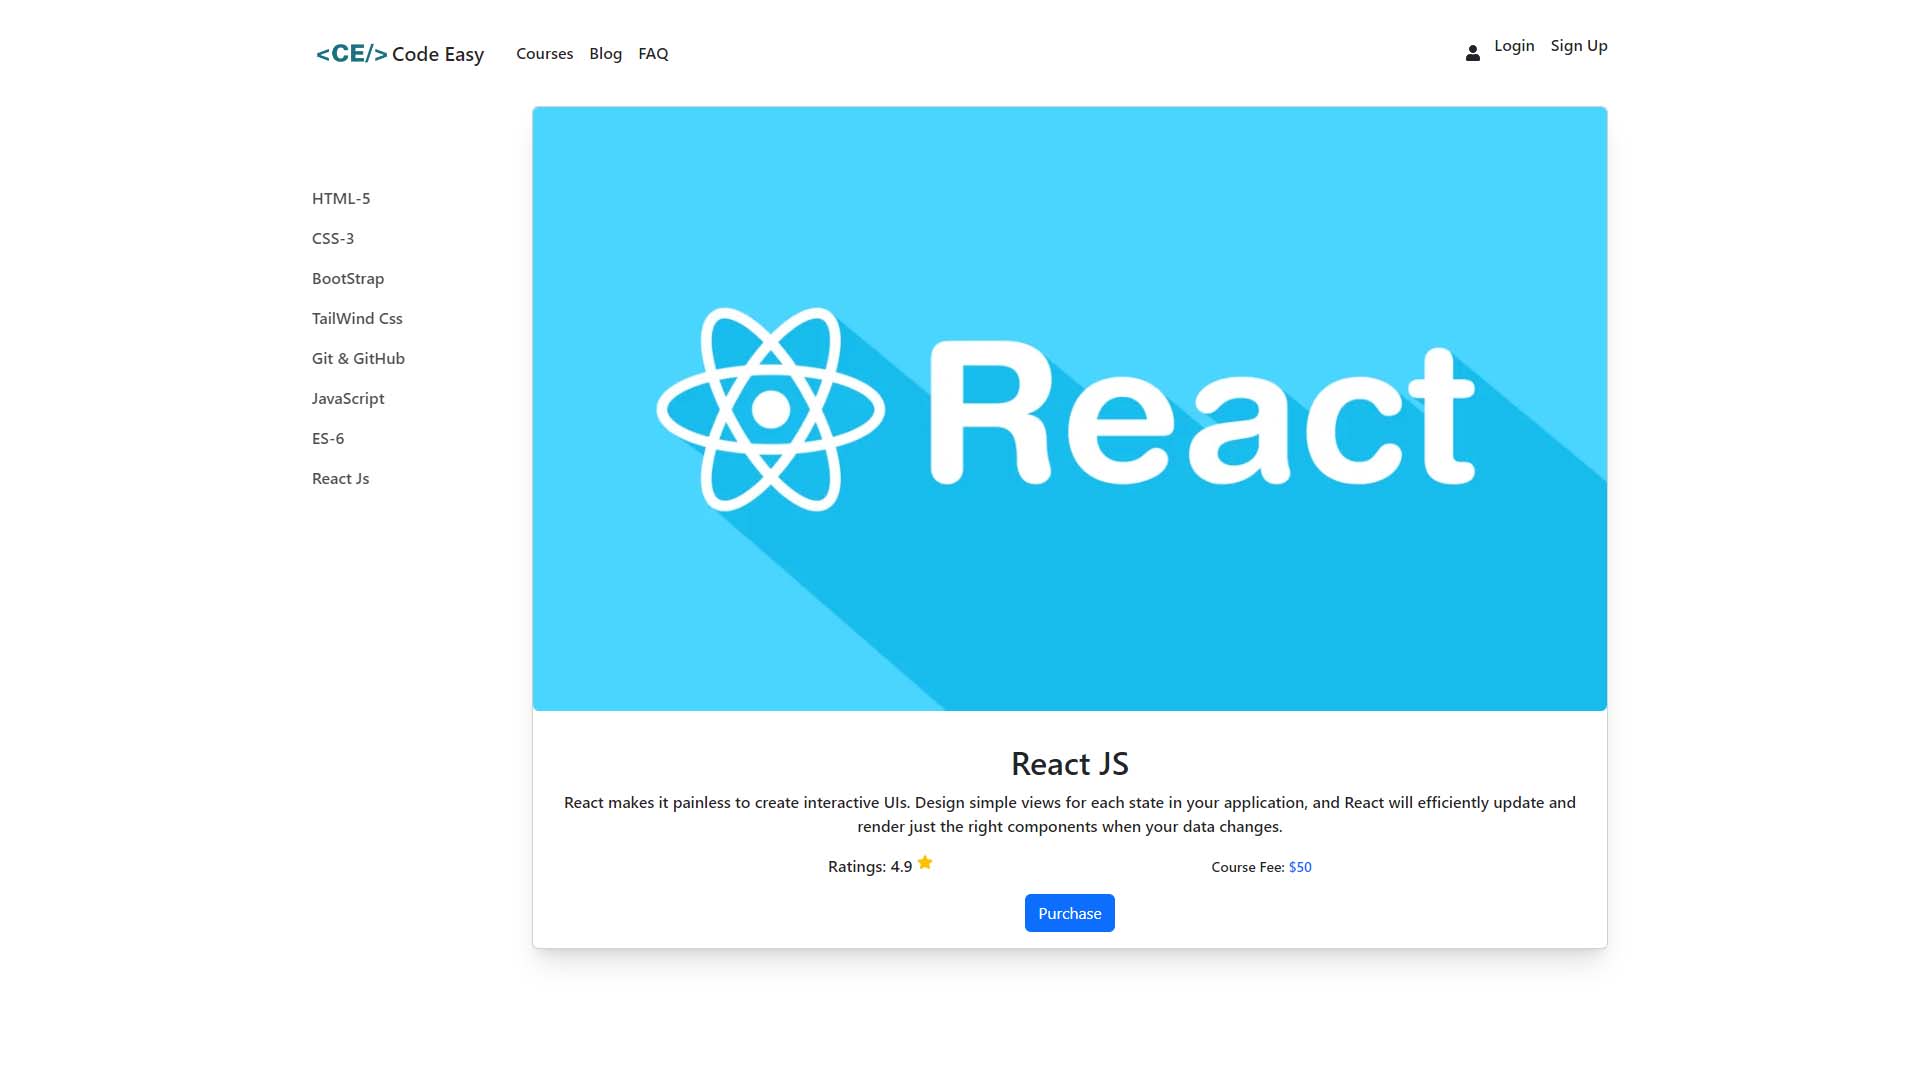 <CE/> Code Easy
Courses
Blog
FAQ
Login
Sign Up
HTML-5
CSS-3
BootStrap
TailWind Css
Git & GitHub
JavaScript
ES-6
React Js
React
React JS
React makes it painless to create interactive UIs. Design simple views for each state in your application, and React will efficiently update and
render just the right components when your data changes.
Ratings: 4.9
Course Fee: $50
Purchase